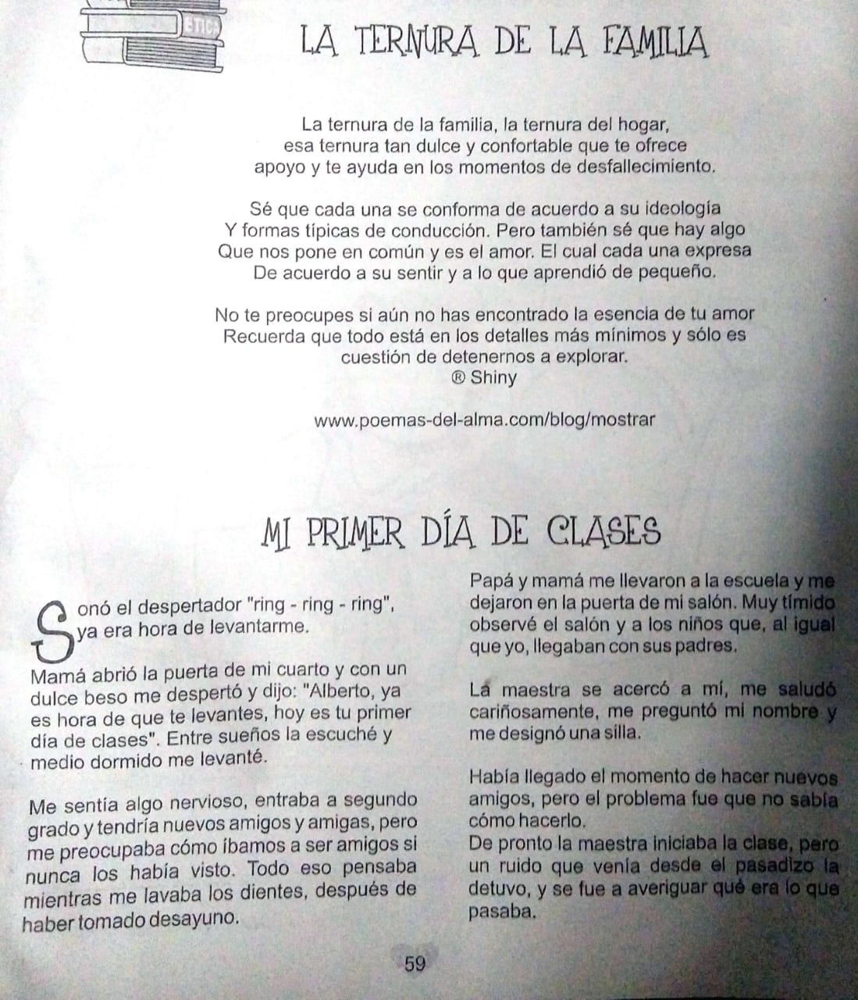 ETICA
LA TERNURA DE LA FAMILIA
La ternura de la familia, la ternura del hogar,
esa ternura tan dulce y confortable que te ofrece
apoyo y te ayuda en los momentos de desfallecimiento.
Sé que cada una se conforma de acuerdo a su ideología
Y formas típicas de conducción. Pero también sé que hay algo
Que nos pone en común y es el amor. El cual cada una expresa
De acuerdo a su sentir y a lo que aprendió de pequeño.
No te preocupes si aún no has encontrado la esencia de tu amor
Recuerda que todo está en los detalles más mínimos y sólo es
cuestión de detenernos a explorar.
® Shiny
www.poemas-del-alma.com/blog/mostrar
MI PRIMER DÍA DE CLASES
Sonó el despertador "ring - ring - ring",
ya era hora de levantarme.
Mamá abrió la puerta de mi cuarto y con un
dulce beso me despertó y dijo: "Alberto, ya
es hora de que te levantes, hoy es tu primer
día de clases". Entre sueños la escuché y
medio dormido me levanté.
Me sentía algo nervioso, entraba a segundo
grado y tendría nuevos amigos y amigas, pero
me preocupaba cómo íbamos a ser amigos si
nunca los había visto. Todo eso pensaba
mientras me lavaba los dientes, después de
haber tomado desayuno.
Papá y mamá me llevaron a la escuela y me
dejaron en la puerta de mi salón. Muy tímido
observé el salón y a los niños que, al igual
que yo, llegaban con sus padres.
La maestra se acercó a mí, me saludó
cariñosamente, me preguntó mi nombre y
me designó una silla.
Había llegado el momento de hacer nuevos
amigos, pero el problema fue que no sabía
cómo hacerlo.
De pronto la maestra iniciaba la clase, pero
un ruido que venía desde el pasadizo la
detuvo, y se fue a averiguar qué era lo que
pasaba.
59